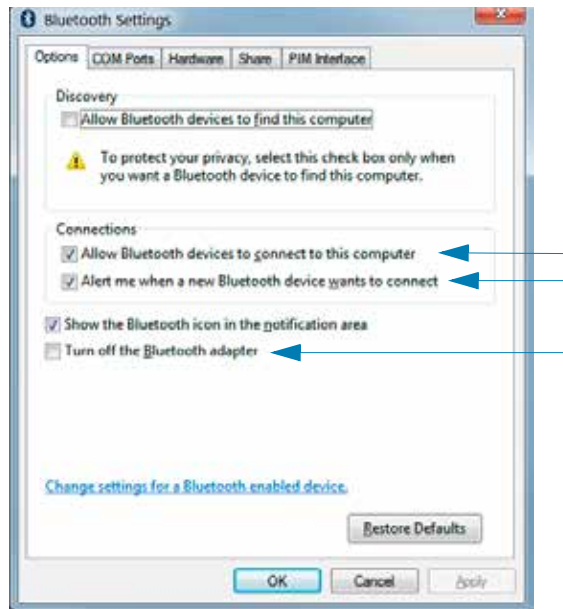 Bluetooth Settings
Options COM Ports Hardware Share PIM Interface
Discovery
Allow Bluetooth devices to find this computer
To protect your privacy, select this check box only when
you want a Bluetooth device to find this computer.
Connections
Allow Bluetooth devices to connect to this computer
Alert me when a new Bluetooth device wants to connect
Show the Bluetooth icon in the notification area
Turn off the Bluetooth adapter
Change settings for a Bluetooth enabled device.
Restore Defaults
OK Cancel Apply